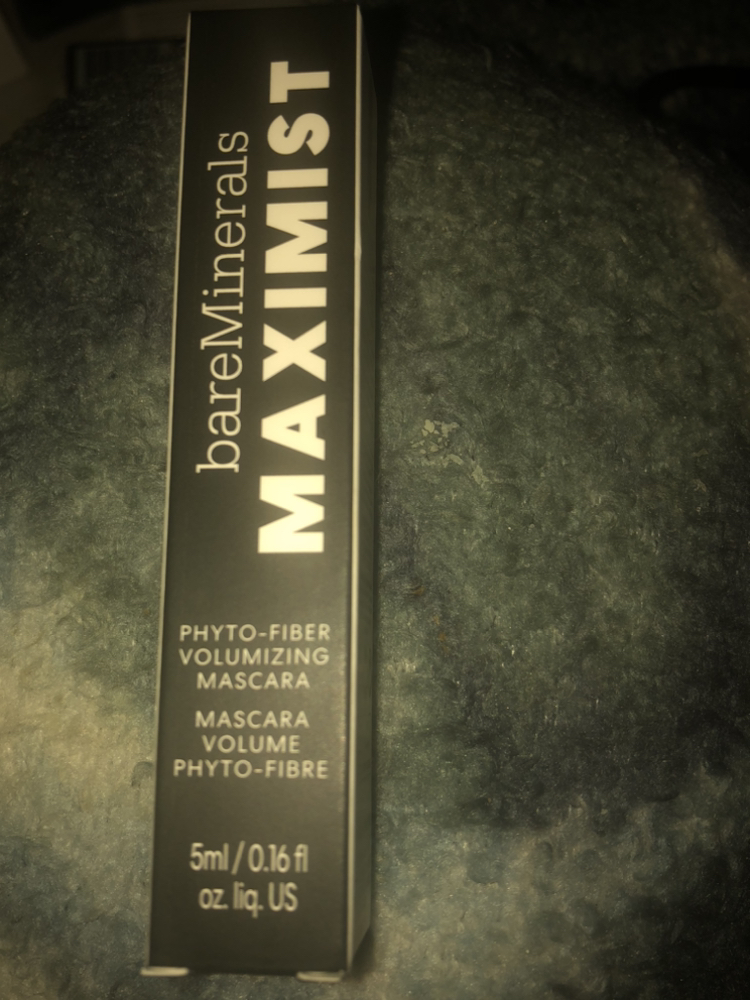 bareMinerals
MAXIMIST
PHYTO-FIBER
VOLUMIZING
MASCARA
MASCARA
VOLUME
PHYTO-FIBRE
5ml / 0.16 fl
oz. liq. US